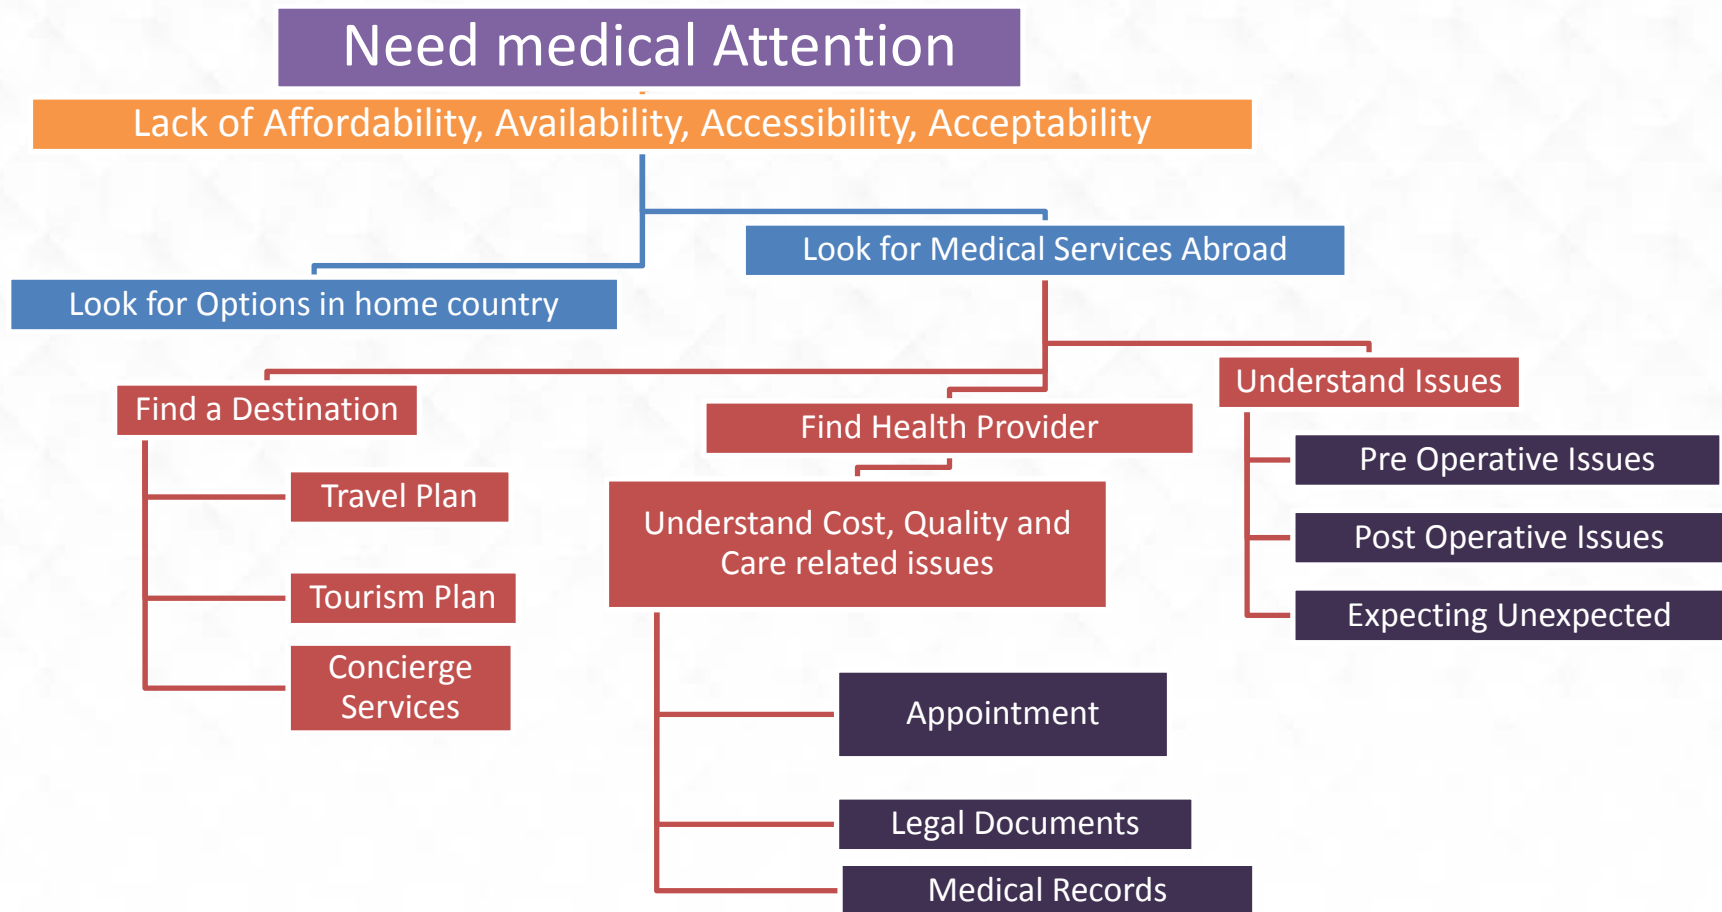 Need medical Attention
Lack of Affordability, Availability, Accessibility, Acceptability
Look for Medical Services Abroad
Look for Options in home country
Find a Destination
Travel Plan
Tourism Plan
Concierge
Services
Find Health Provider
Understand Cost, Quality and
Care related issues
Appointment
Legal Documents
Medical Records
Understand Issues
Pre Operative Issues
Post Operative Issues
Expecting Unexpected